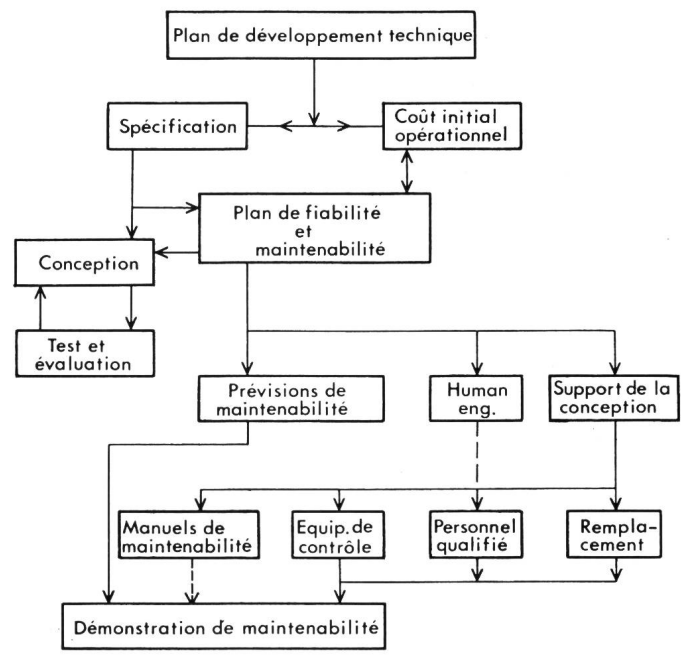 Plan de développement technique
Spécification
Coût initial
opérationnel
Plan de fiabilité
et
maintenabilité
Conception
Test et
évaluation
Prévisions de
maintenabilité
Human
eng.
Support de la
conception
Manuels de
maintenabilité
Equip. de
contrôle
Personnel
qualifié
Rempla-
cement
Démonstration de maintenabilité